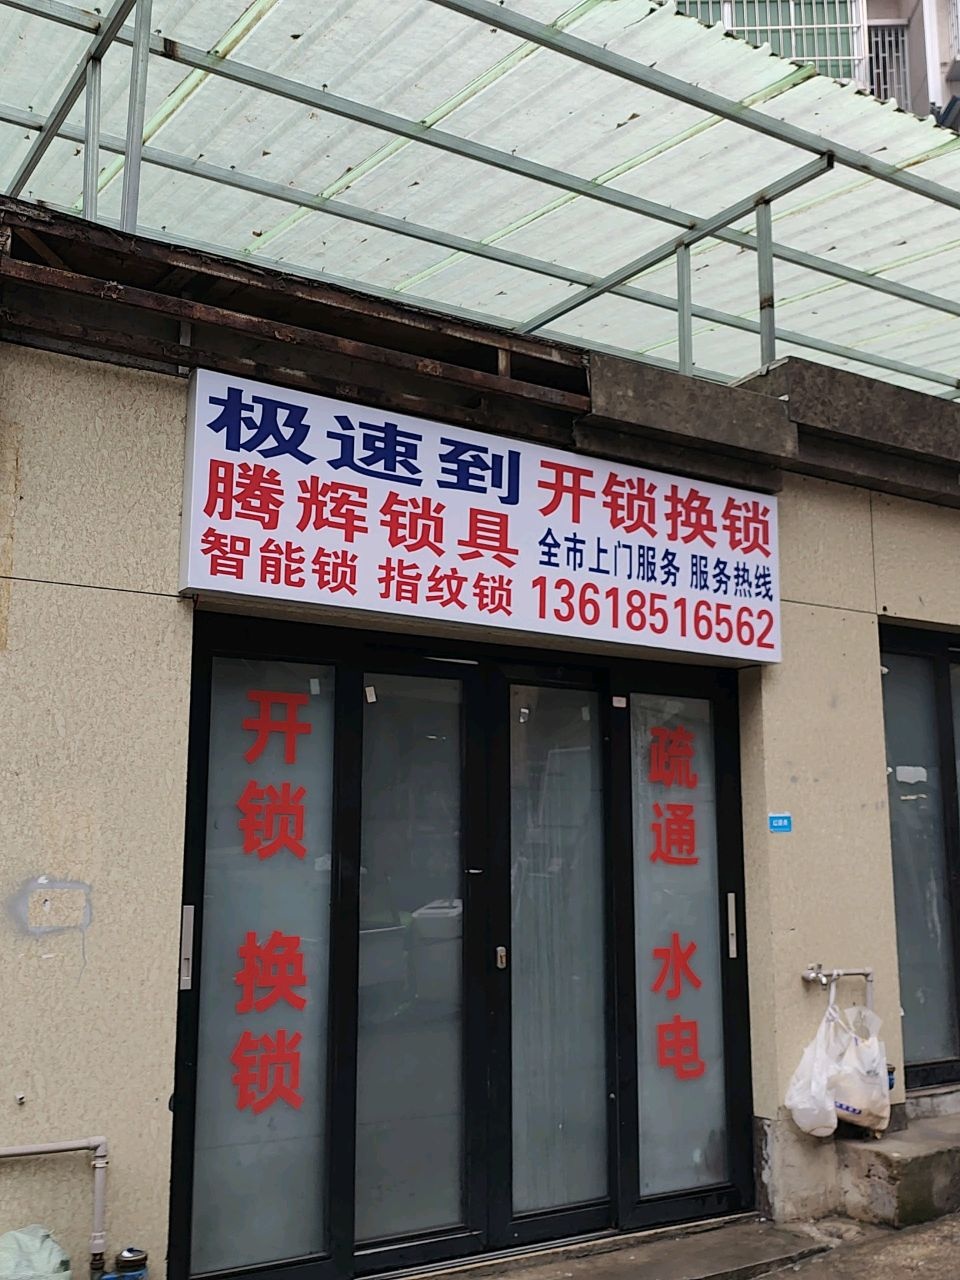 极速到
腾辉锁具
智能锁 指纹锁
开锁换锁
全市上门服务 服务热线
13618516562
开锁 换锁
疏通 水电